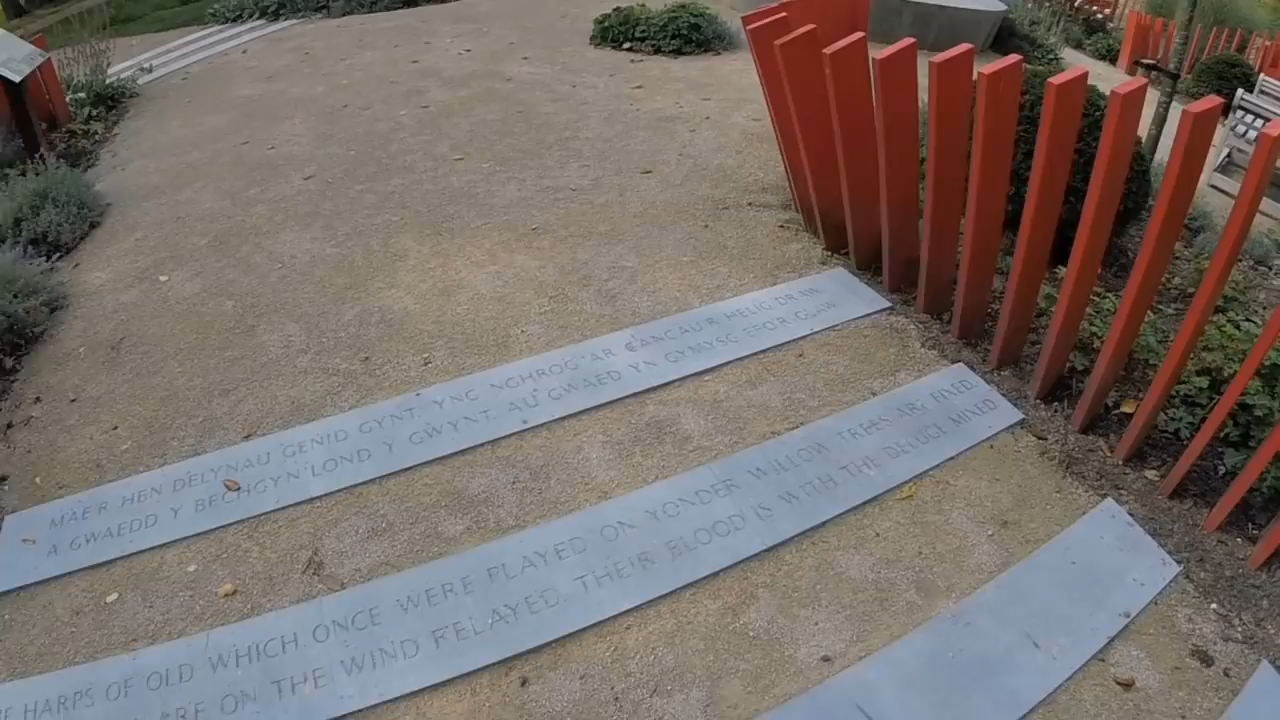 MAE'R HEN DELYNAU GENID GYNT, YNG NGHROG AR GANGAU'R HELIG DRAW,
A GWAEDD Y BECHGYN LOND Y GWYNT, A'U GWAED YN GYMYSG EFO'R GLAW
HARPS OF OLD WHICH ONCE WERE PLAYED ON YONDER WILLOW TREES ARE FIXED,
ARE ON THE WIND RELAYED, THEIR BLOOD IS WITH THE DELUGE MIXED